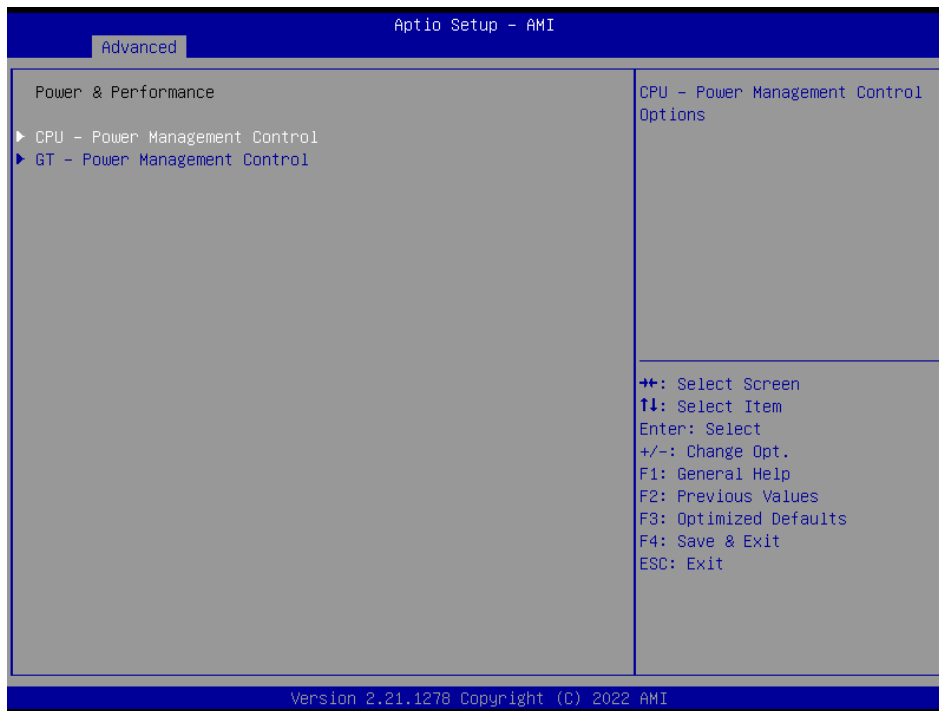 Aptio Setup – AMI
Advanced
Power & Performance
▶ CPU – Power Management Control
▶ GT – Power Management Control
CPU – Power Management Control
Options
→←: Select Screen
↑↓: Select Item
Enter: Select
+/–: Change Opt.
F1: General Help
F2: Previous Values
F3: Optimized Defaults
F4: Save & Exit
ESC: Exit
Version 2.21.1278 Copyright (C) 2022 AMI